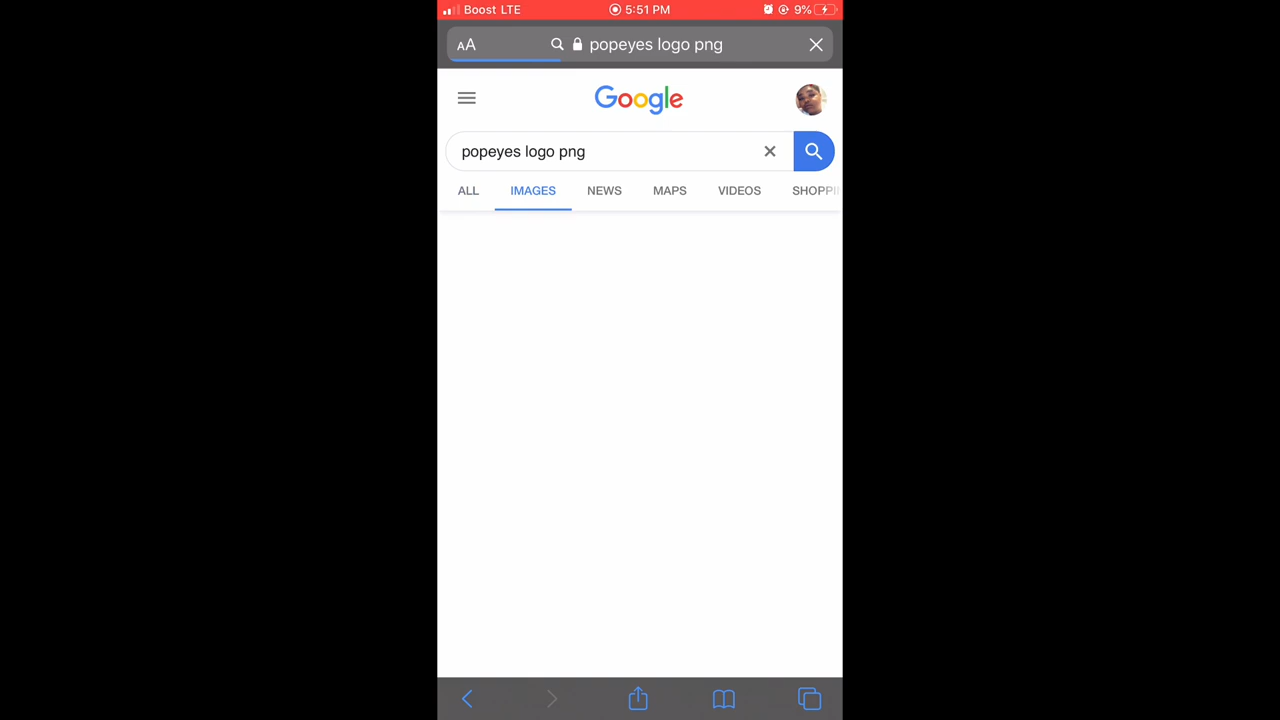 Boost LTE 5:51 PM 9%
AA popeyes logo png
Google
popeyes logo png
ALL IMAGES NEWS MAPS VIDEOS SHOPPI